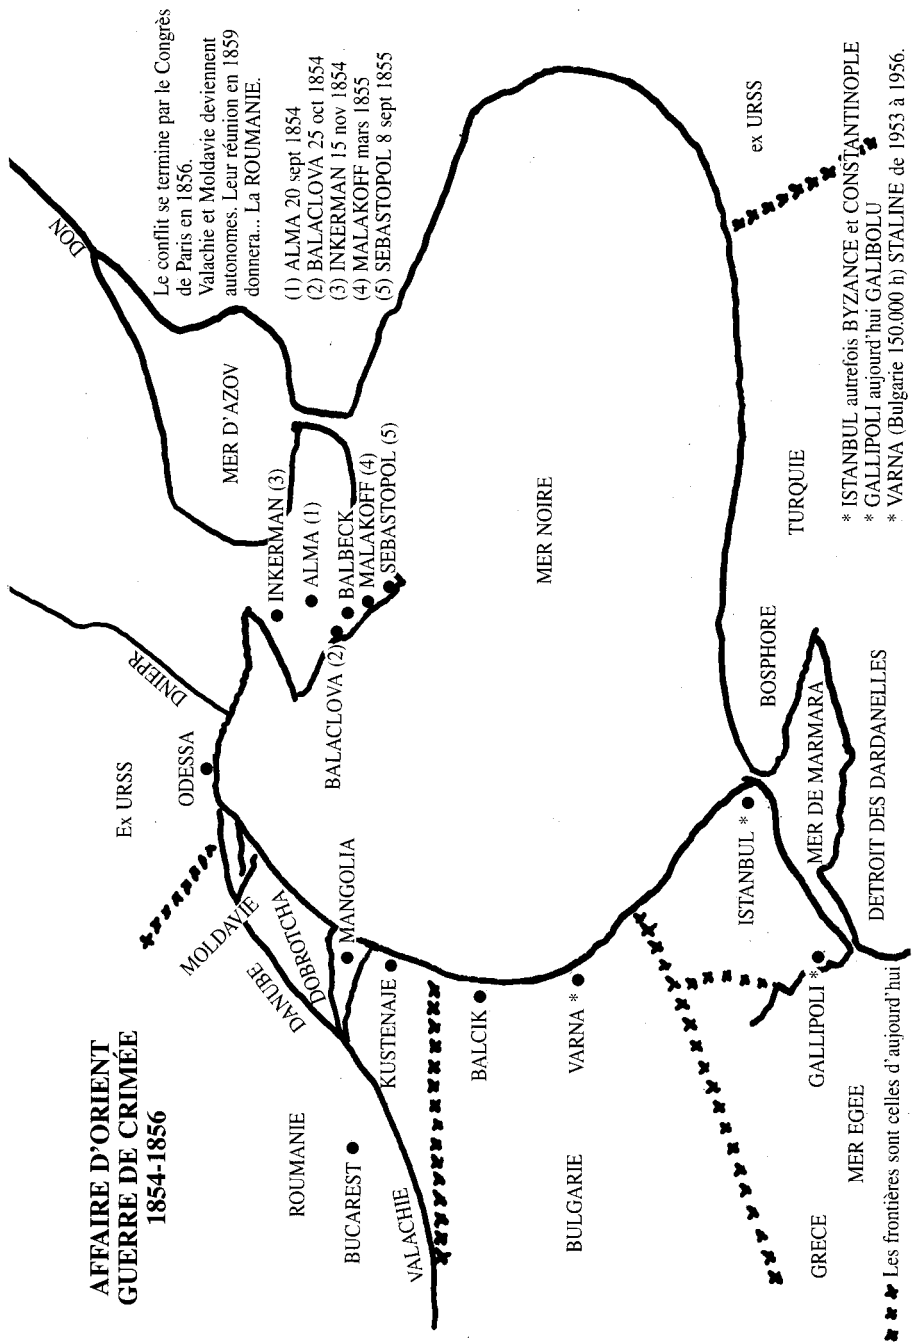 AFFAIRE D'ORIENT
GUERRE DE CRIMÉE
1854-1856
Le conflit se termine par le Congrès
de Paris en 1856.
Valachie et Moldavie deviennent
autonomes. Leur réunion en 1859
donnera... La ROUMANIE.
(1) ALMA 20 sept 1854
(2) BALACLOVA 25 oct 1854
(3) INKERMAN 15 nov 1854
(4) MALAKOFF mars 1855
(5) SEBASTOPOL 8 sept 1855
DON
Ex URSS
DNIEPR
ODESSA
MER D'AZOV
MOLDAVIE
INKERMAN (3)
ALMA (1)
DANUBE
DOBROTCHA
BALACLOVA (2)
BALBECK
MANGOLIA
MALAKOFF (4)
SEBASTOPOL (5)
ROUMANIE
BUCAREST
KUSTENAJE
VALACHIE
BALCIK
MER NOIRE
VARNA *
BULGARIE
ISTANBUL *
BOSPHORE
TURQUIE
ex URSS
MER DE MARMARA
GALLIPOLI *
GRECE
MER EGEE
DETROIT DES DARDANELLES
* ISTANBUL autrefois BYZANCE et CONSTANTINOPLE
* GALLIPOLI aujourd'hui GALIBOLU
* VARNA (Bulgarie 150.000 h) STALINE de 1953 à 1956.
Les frontières sont celles d'aujourd'hui